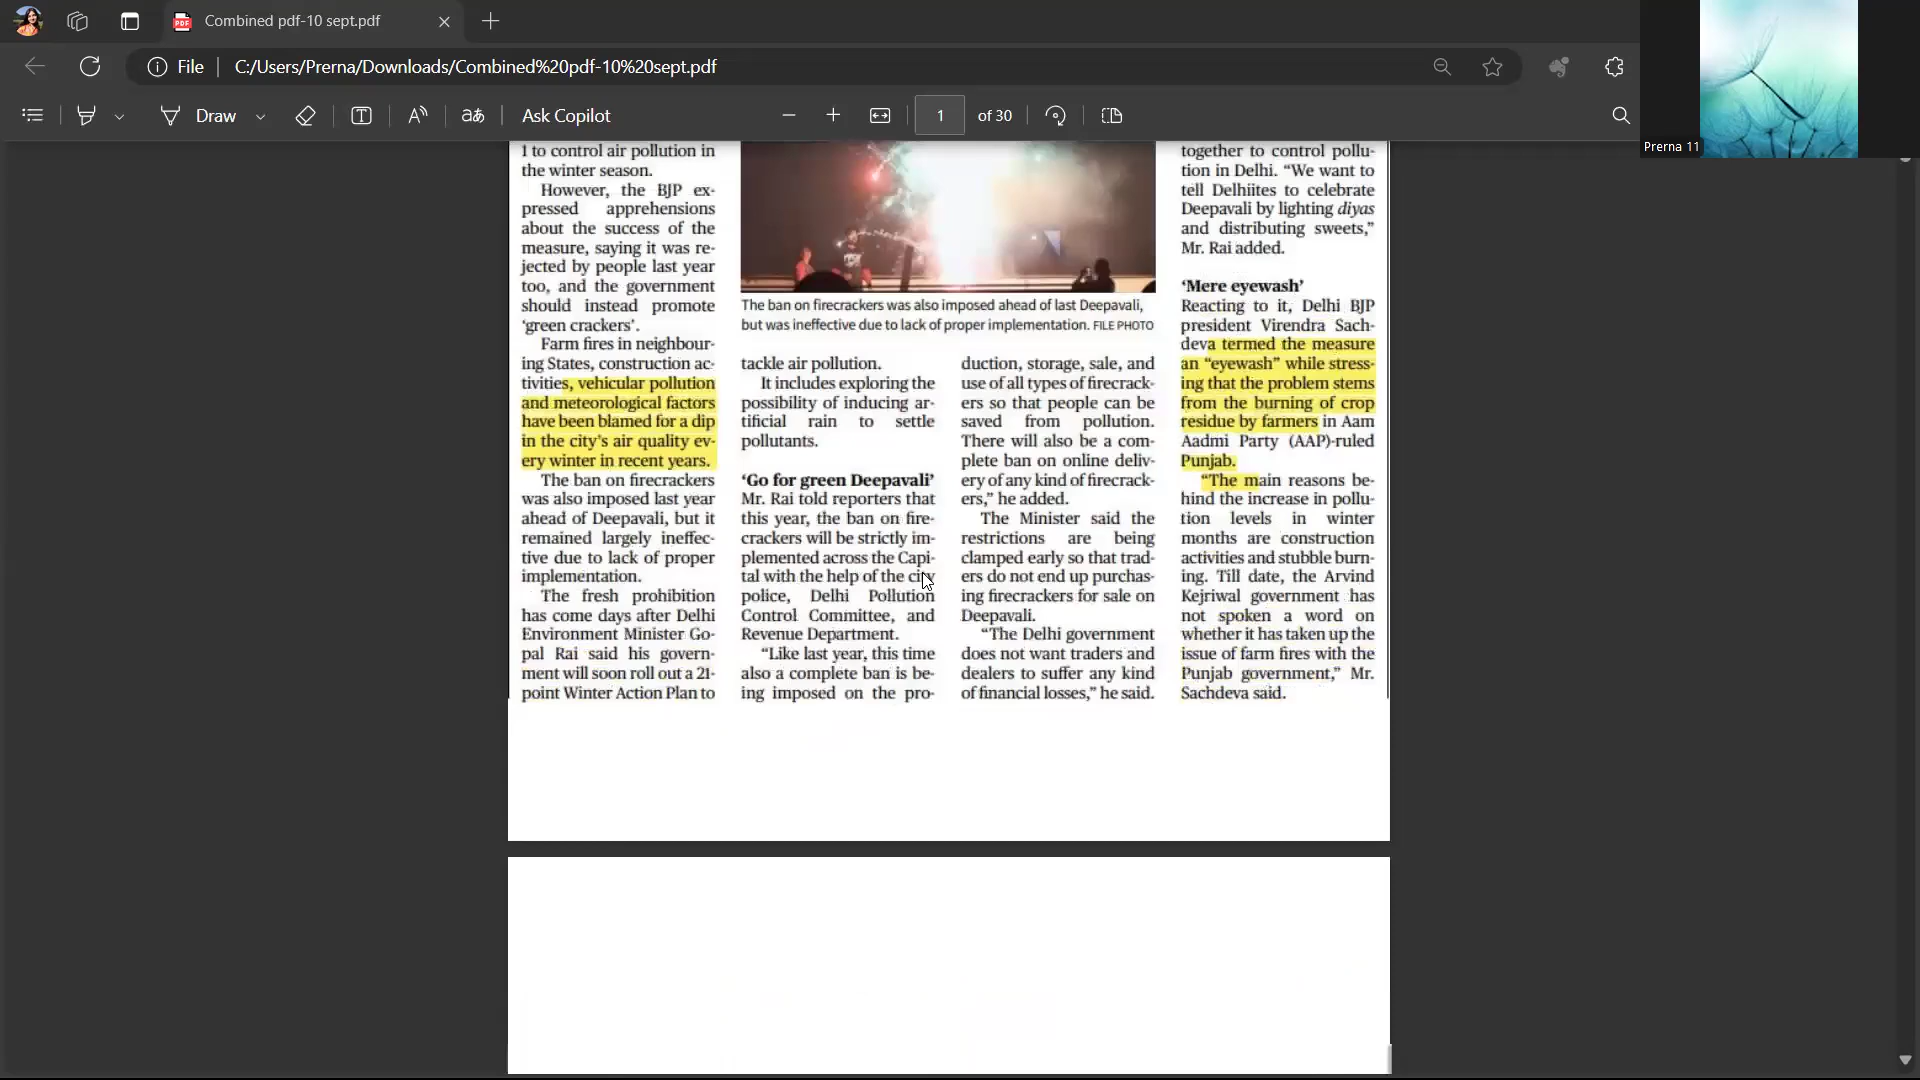 Combined pdf-10 sept.pdf
File
C:/Users/Prerna/Downloads/Combined%20pdf-10%20sept.pdf
Draw
Ask Copilot
1 of 30
Prerna 11
1 to control air pollution in
the winter season.
However, the BJP ex-
pressed apprehensions
about the success of the
measure, saying it was re-
jected by people last year
too, and the government
should instead promote
‘green crackers’.
Farm fires in neighbour-
ing States, construction ac-
tivities, vehicular pollution
and meteorological factors
have been blamed for a dip
in the city's air quality ev-
ery winter in recent years.
The ban on firecrackers
was also imposed last year
ahead of Deepavali, but it
remained largely ineffec-
tive due to lack of proper
implementation.
The fresh prohibition
has come days after Delhi
Environment Minister Go-
pal Rai said his govern-
ment will soon roll out a 21-
point Winter Action Plan to
The ban on firecrackers was also imposed ahead of last Deepavali,
but was ineffective due to lack of proper implementation. FILE PHOTO
tackle air pollution.
It includes exploring the
possibility of inducing ar-
tificial rain to settle
pollutants.
‘Go for green Deepavali’
Mr. Rai told reporters that
this year, the ban on fire-
crackers will be strictly im-
plemented across the Capi-
tal with the help of the city
police, Delhi Pollution
Control Committee, and
Revenue Department.
“Like last year, this time
also a complete ban is be-
ing imposed on the pro-
duction, storage, sale, and
use of all types of firecrack-
ers so that people can be
saved from pollution.
There will also be a com-
plete ban on online deliv-
ery of any kind of firecrack-
ers,” he added.
The Minister said the
restrictions are being
clamped early so that trad-
ers do not end up purchas-
ing firecrackers for sale on
Deepavali.
“The Delhi government
does not want traders and
dealers to suffer any kind
of financial losses,” he said.
together to control pollu-
tion in Delhi. “We want to
tell Delhiites to celebrate
Deepavali by lighting diyas
and distributing sweets,”
Mr. Rai added.
‘Mere eyewash’
Reacting to it, Delhi BJP
president Virendra Sach-
deva termed the measure
an “eyewash” while stress-
ing that the problem stems
from the burning of crop
residue by farmers in Aam
Aadmi Party (AAP)-ruled
Punjab.
“The main reasons be-
hind the increase in pollu-
tion levels in winter
months are construction
activities and stubble burn-
ing. Till date, the Arvind
Kejriwal government has
not spoken a word on
whether it has taken up the
issue of farm fires with the
Punjab government,” Mr.
Sachdeva said.